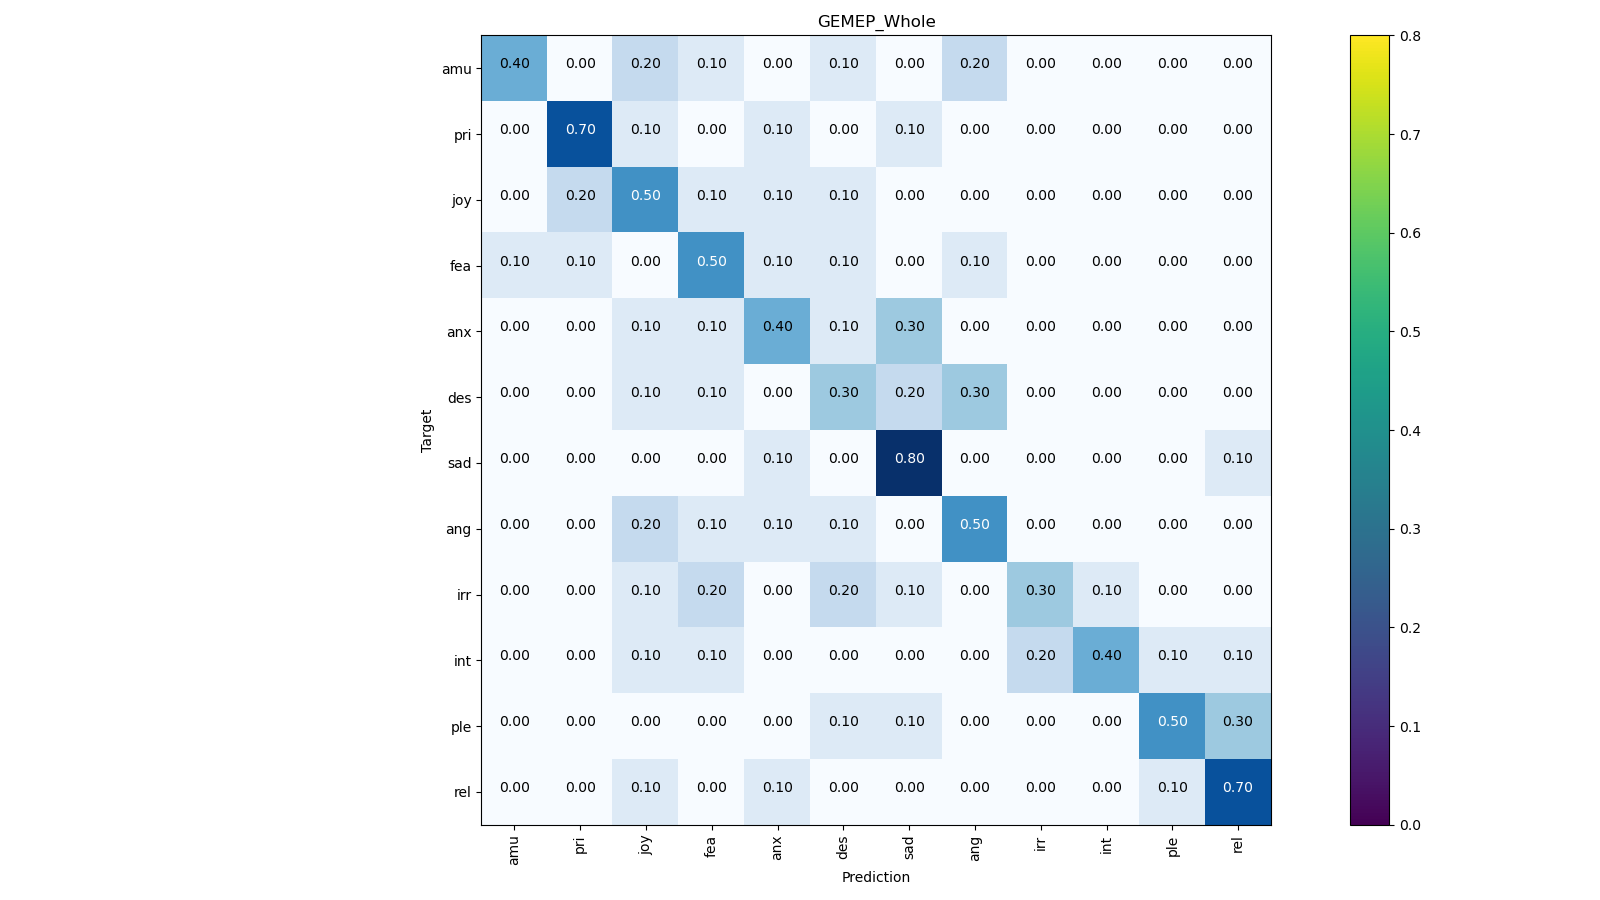 GEMEP_Whole
amu 0.40 0.00 0.20 0.10 0.00 0.10 0.00 0.20 0.00 0.00 0.00 0.00
pri 0.00 0.70 0.10 0.00 0.10 0.00 0.10 0.00 0.00 0.00 0.00 0.00
joy 0.00 0.20 0.50 0.10 0.10 0.10 0.00 0.00 0.00 0.00 0.00 0.00
fea 0.10 0.10 0.00 0.50 0.10 0.10 0.00 0.10 0.00 0.00 0.00 0.00
anx 0.00 0.00 0.10 0.10 0.40 0.10 0.30 0.00 0.00 0.00 0.00 0.00
des 0.00 0.00 0.10 0.10 0.00 0.30 0.20 0.30 0.00 0.00 0.00 0.00
sad 0.00 0.00 0.00 0.00 0.10 0.00 0.80 0.00 0.00 0.00 0.00 0.10
ang 0.00 0.00 0.20 0.10 0.10 0.10 0.00 0.50 0.00 0.00 0.00 0.00
irr 0.00 0.00 0.10 0.20 0.00 0.20 0.10 0.00 0.30 0.10 0.00 0.00
int 0.00 0.00 0.10 0.10 0.00 0.00 0.00 0.00 0.20 0.40 0.10 0.10
ple 0.00 0.00 0.00 0.00 0.00 0.10 0.10 0.00 0.00 0.00 0.50 0.30
rel 0.00 0.00 0.10 0.00 0.10 0.00 0.00 0.00 0.00 0.00 0.10 0.70
amu pri joy fea anx des sad ang irr int ple rel
Prediction
Target
0.8
0.7
0.6
0.5
0.4
0.3
0.2
0.1
0.0